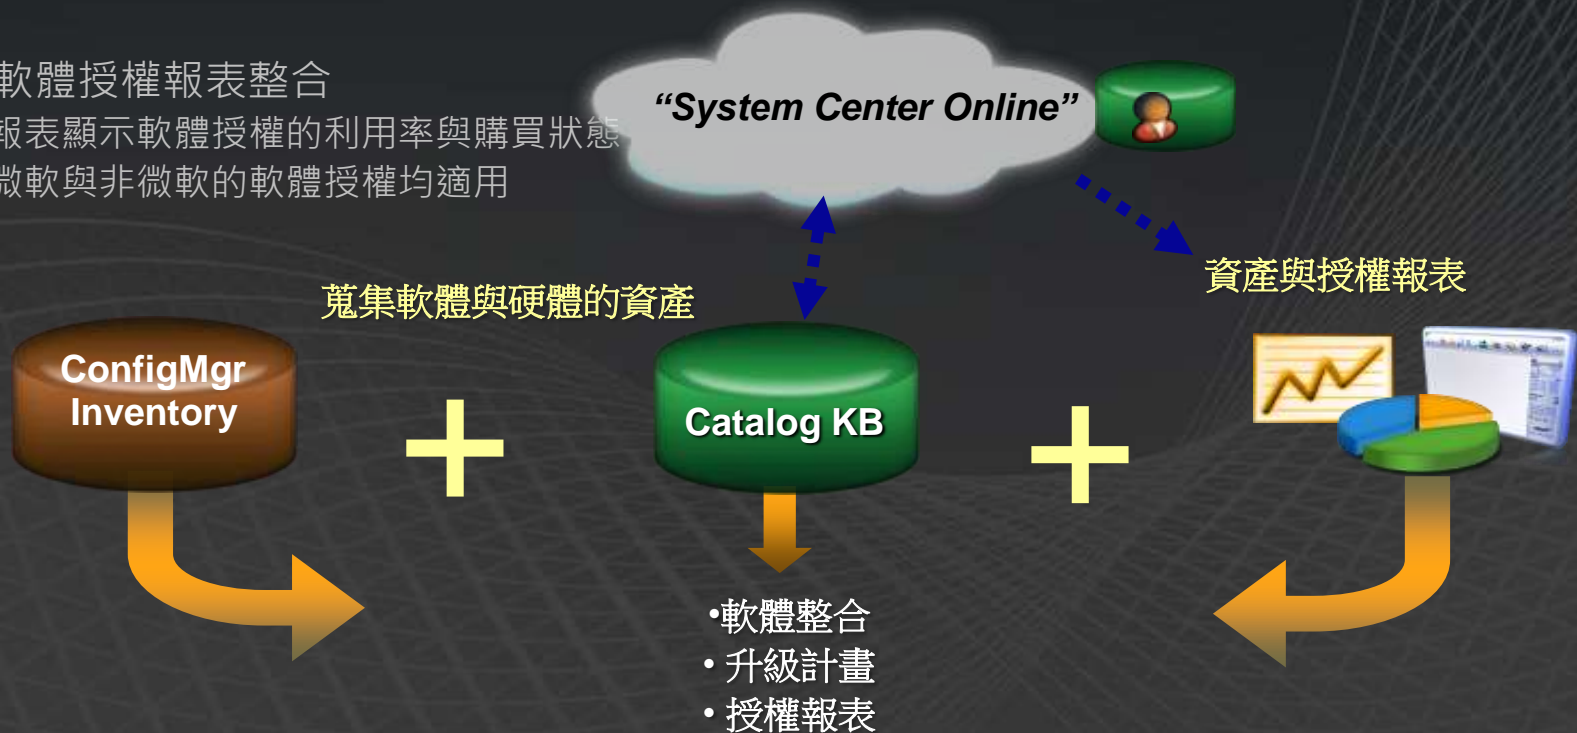 軟體授權報表整合
報表顯示軟體授權的利用率與購買狀態
微軟與非微軟的軟體授權均適用
“System Center Online”
資產與授權報表
蒐集軟體與硬體的資產
ConfigMgr
Inventory
Catalog KB
•軟體整合
• 升級計畫
• 授權報表